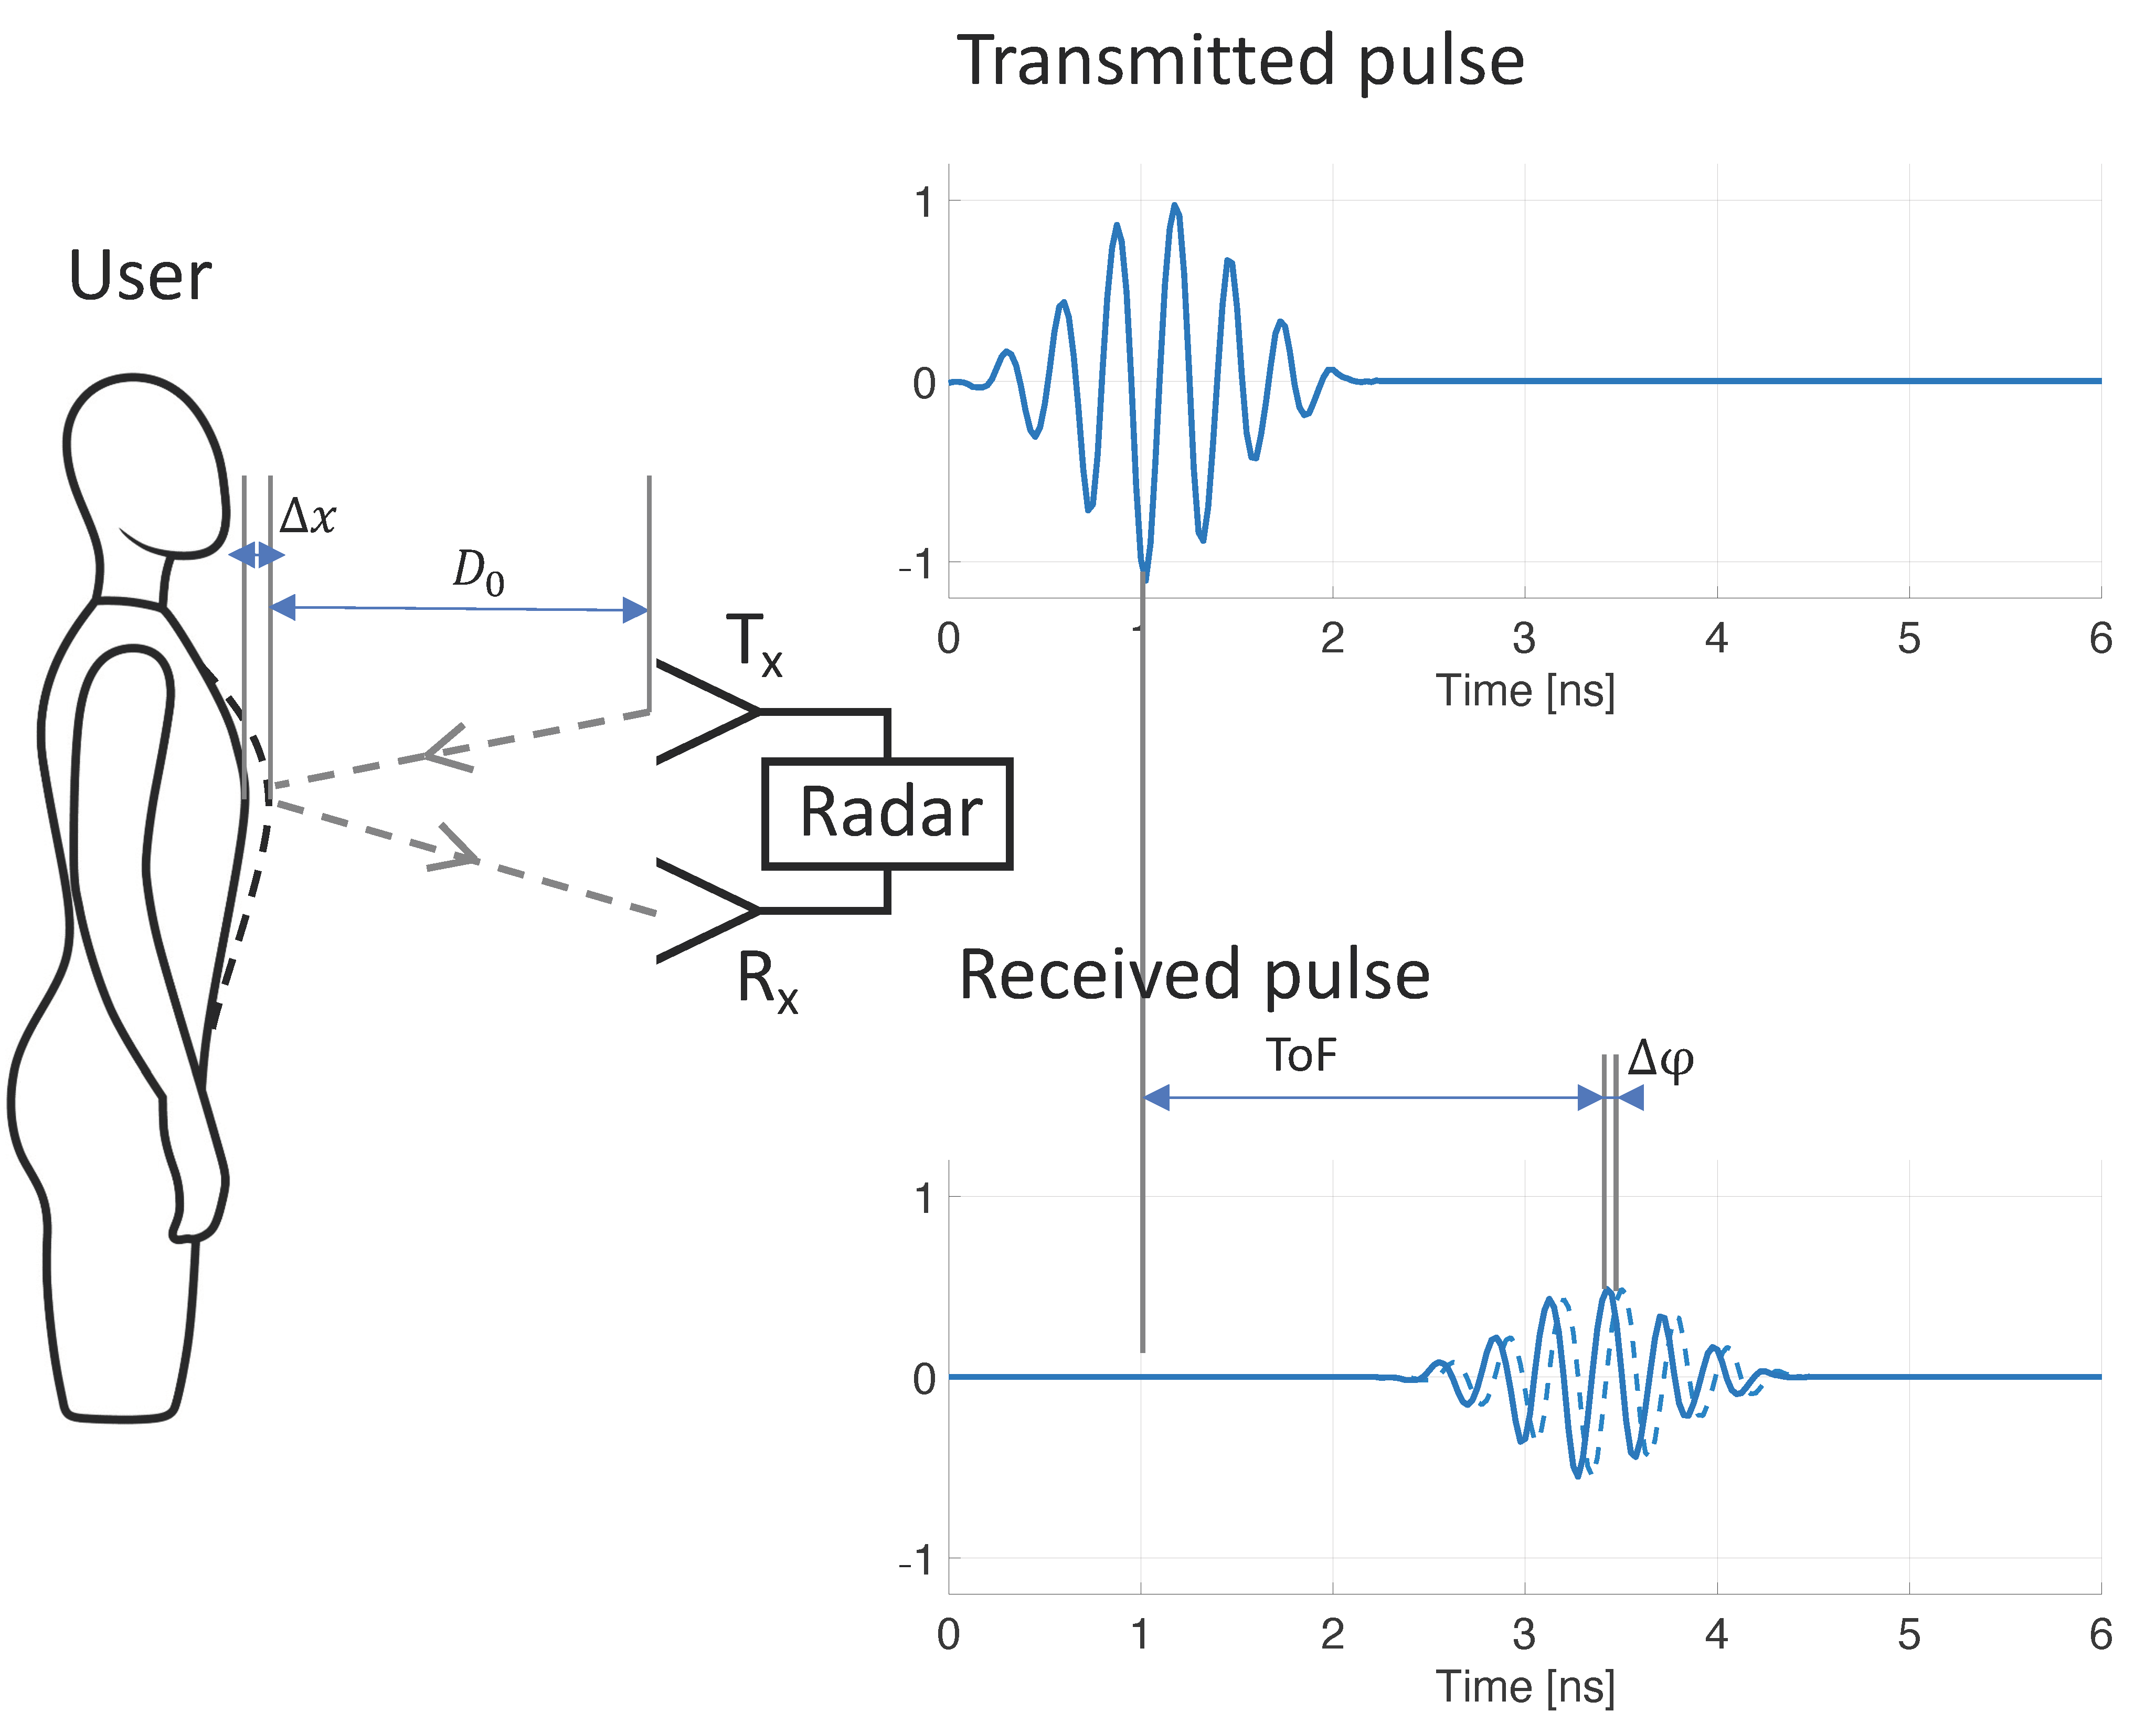 Transmitted pulse
1
0
-1
0 1 2 3 4 5 6
Time [ns]
User
Δx
D₀
Tₓ
Radar
Rₓ
Received pulse
ToF
Δφ
1
0
-1
0 1 2 3 4 5 6
Time [ns]